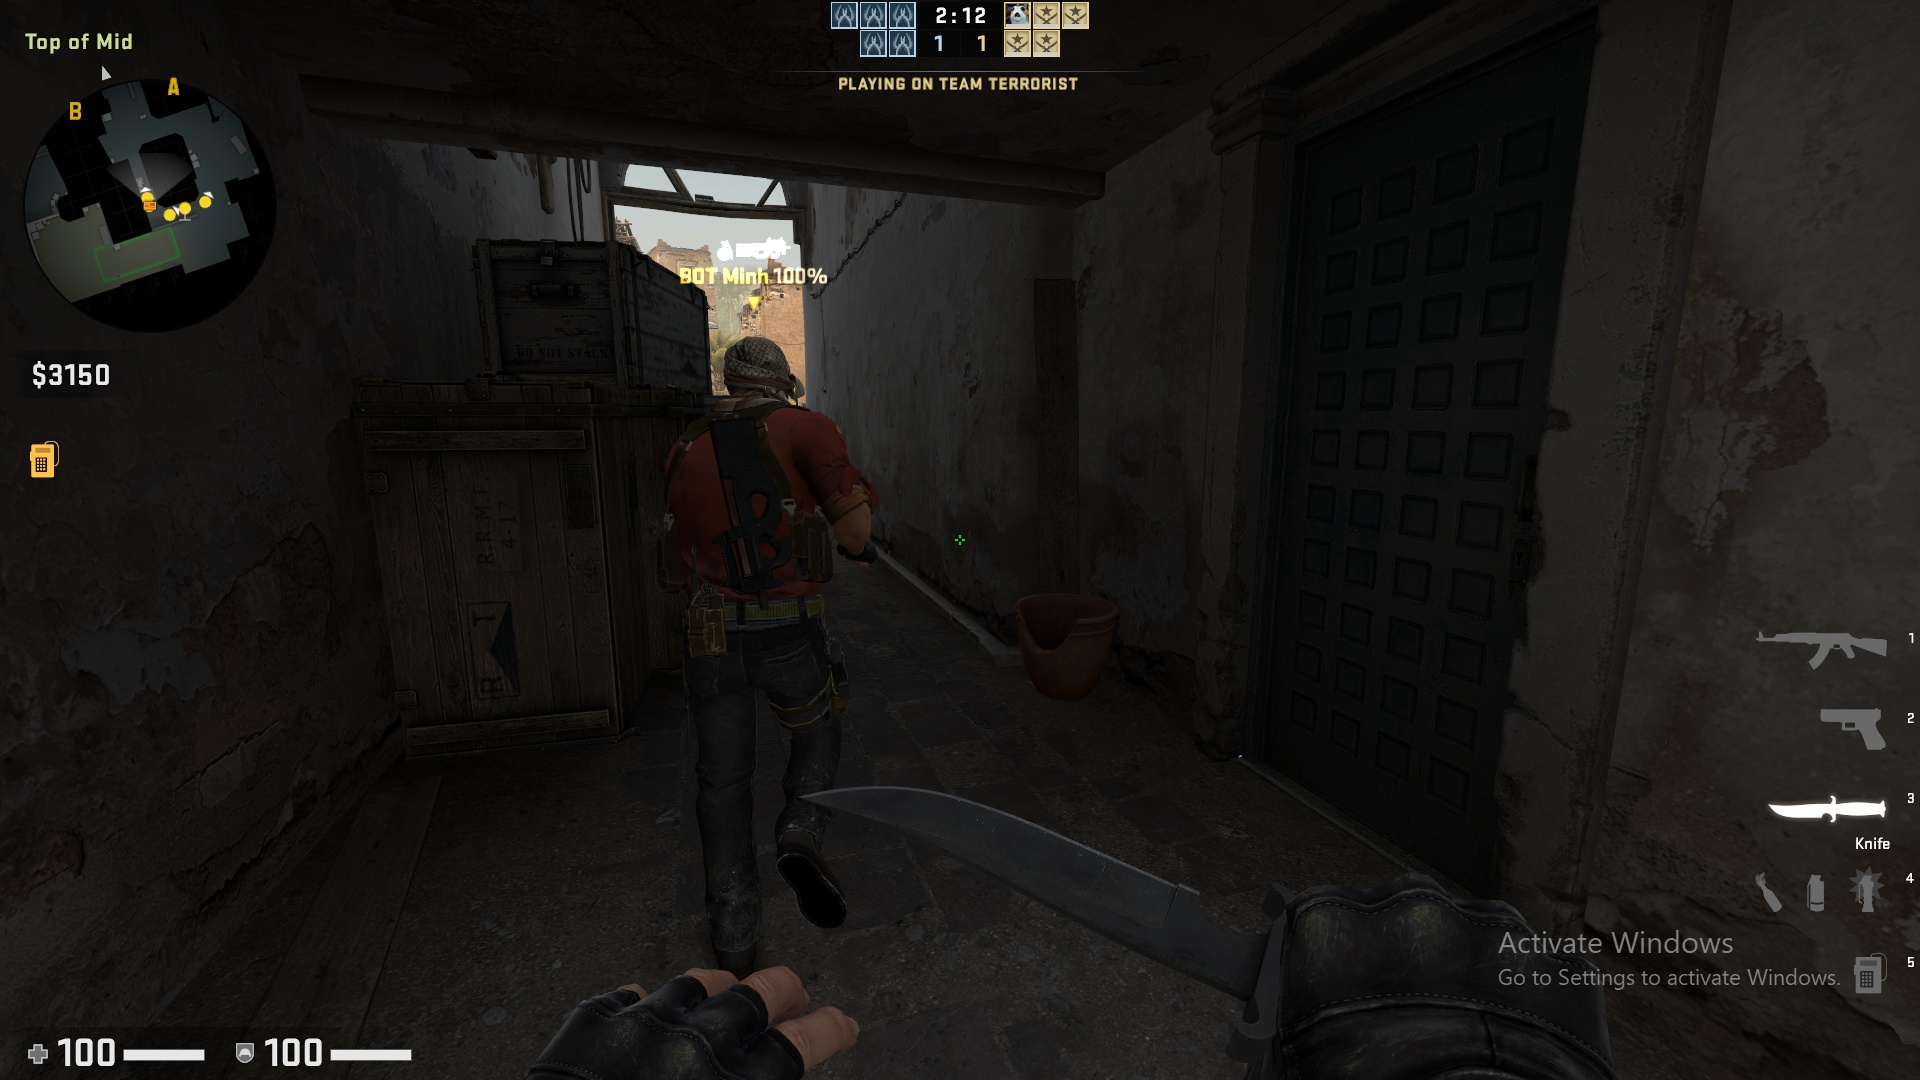 Top of Mid
2:12
1 1
PLAYING ON TEAM TERRORIST
A
B
BOT Minh 100%
DO NOT STACK
$3150
R.R.M.F
417
T
R
1
2
3
Knife
4
5
Activate Windows
Go to Settings to activate Windows.
100
100